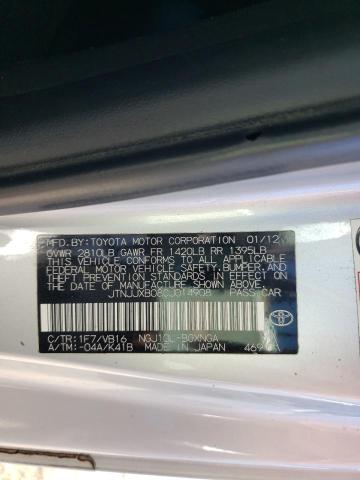 MFD.BY:TOYOTA MOTOR CORPORATION 01/12
GVWR 2810LB GAWR FR 1420LB RR 1395LB
THIS VEHICLE CONFORMS TO ALL APPLICABLE
FEDERAL MOTOR VEHICLE SAFETY,BUMPER,AND
THEFT PREVENTION STANDARDS IN EFFECT ON
THE DATE OF MANUFACTURE SHOWN ABOVE.
PASS.CAR
C/TR:1F7/VB16
A/TM:-04A/K41B MADE IN JAPAN